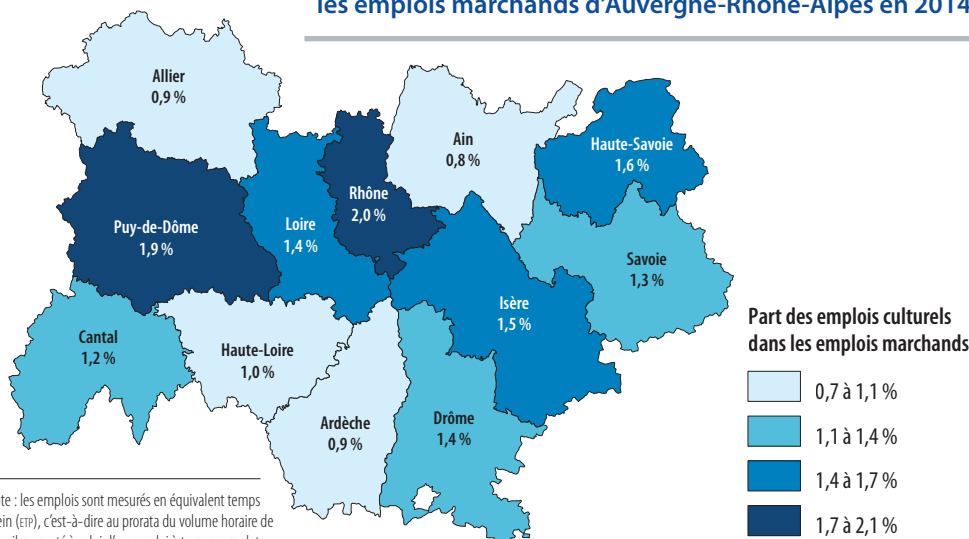 les emplois marchands d'Auvergne-Rhône-Alpes en 2014
Allier
0,9 %
Ain
0,8 %
Haute-Savoie
1,6 %
Rhône
2,0 %
Puy-de-Dôme
1,9 %
Loire
1,4 %
Savoie
1,3 %
Isère
1,5 %
Cantal
1,2 %
Haute-Loire
1,0 %
Ardèche
0,9 %
Drôme
1,4 %
Part des emplois culturels
dans les emplois marchands
0,7 à 1,1 %
1,1 à 1,4 %
1,4 à 1,7 %
1,7 à 2,1 %
te : les emplois sont mesurés en équivalent temps
ein (ETP), c'est-à-dire au prorata du volume horaire de